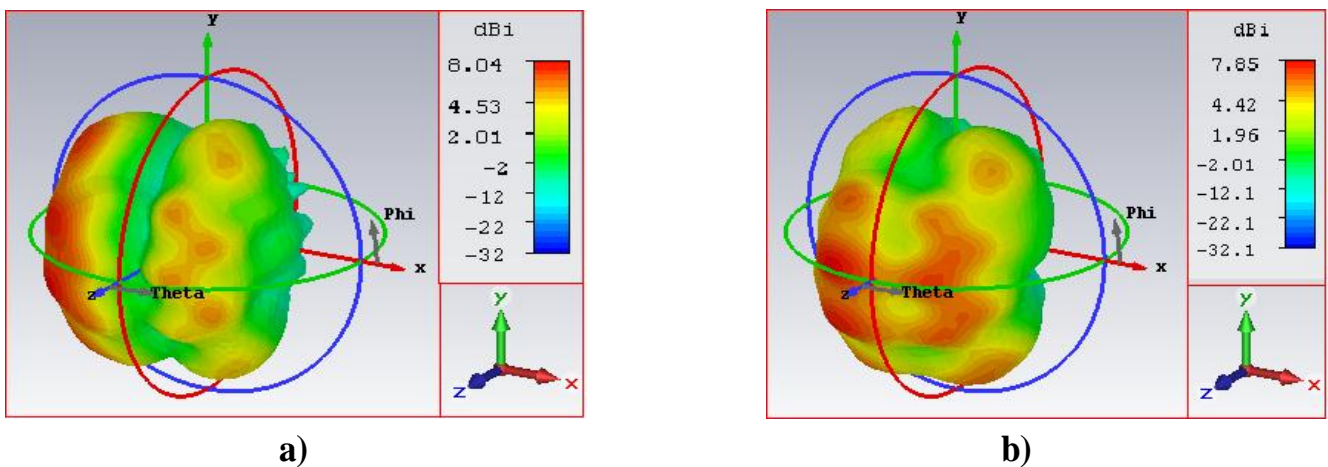 y
dBi
8.04
4.53
2.01
-2
-12
-22
-32
Phi
x
z
Theta
y
z
x
a)
y
dBi
7.85
4.42
1.96
-2.01
-12.1
-22.1
-32.1
Phi
x
z
Theta
y
z
x
b)